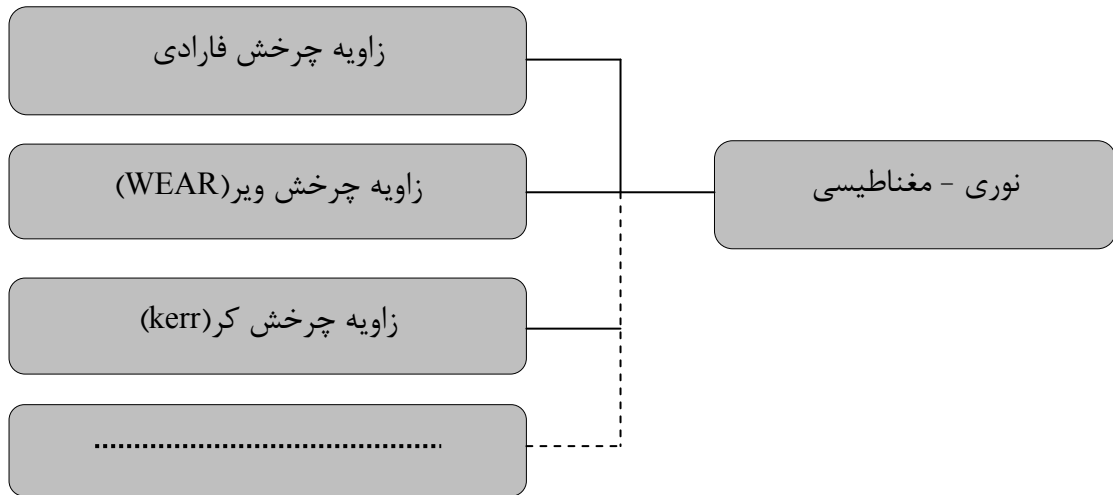 نوری - مغناطیسی
زاویه چرخش فارادی
زاویه چرخش ویر(WEAR)
زاویه چرخش کر(kerr)